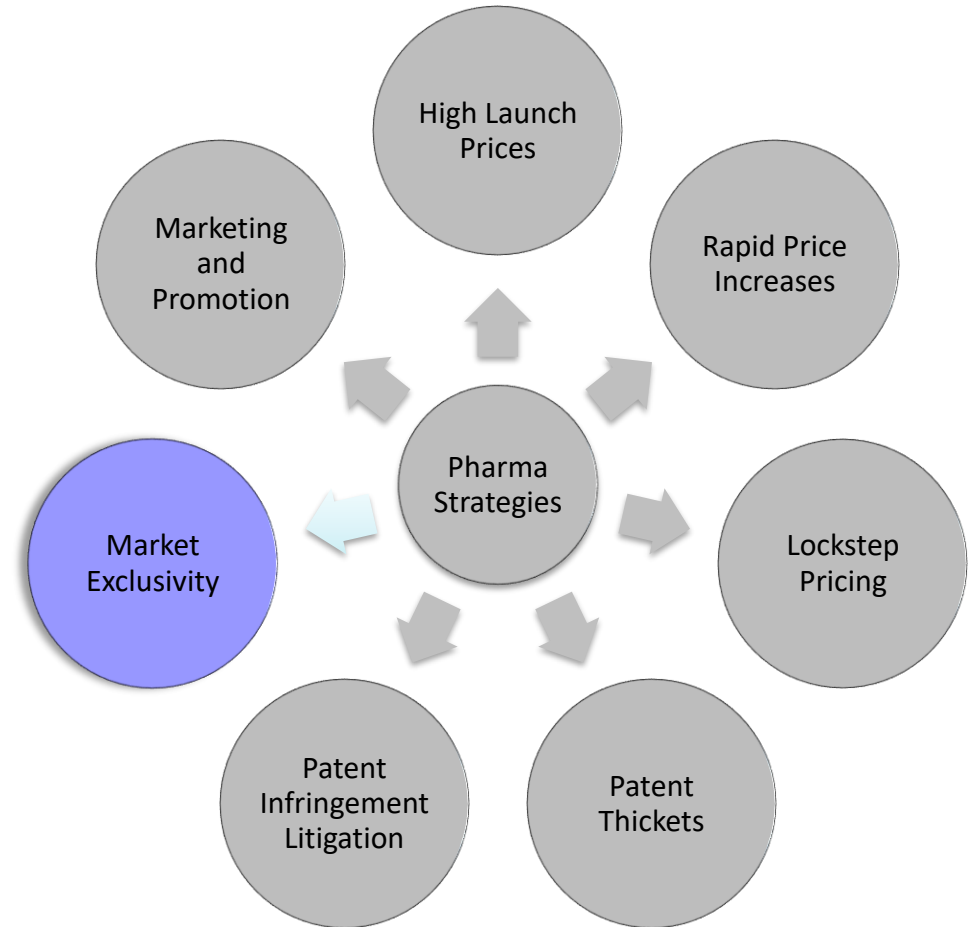 High Launch
Prices
Marketing
and
Promotion
Rapid Price
Increases
Pharma
Strategies
Market
Exclusivity
Lockstep
Pricing
Patent
Infringement
Litigation
Patent
Thickets